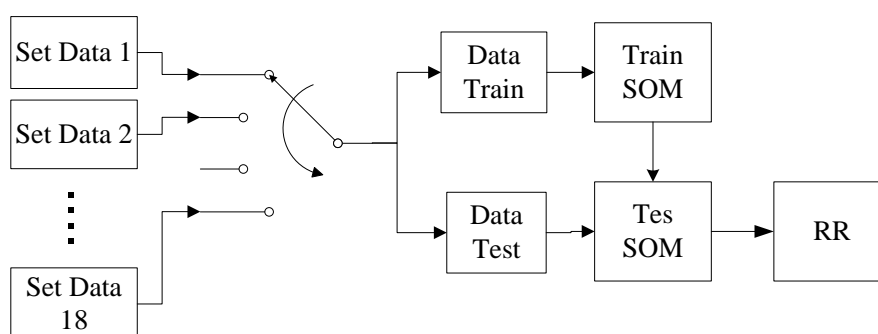 Set Data 1
Set Data 2
Set Data
18
Data
Train
Train
SOM
Data
Test
Tes
SOM
RR